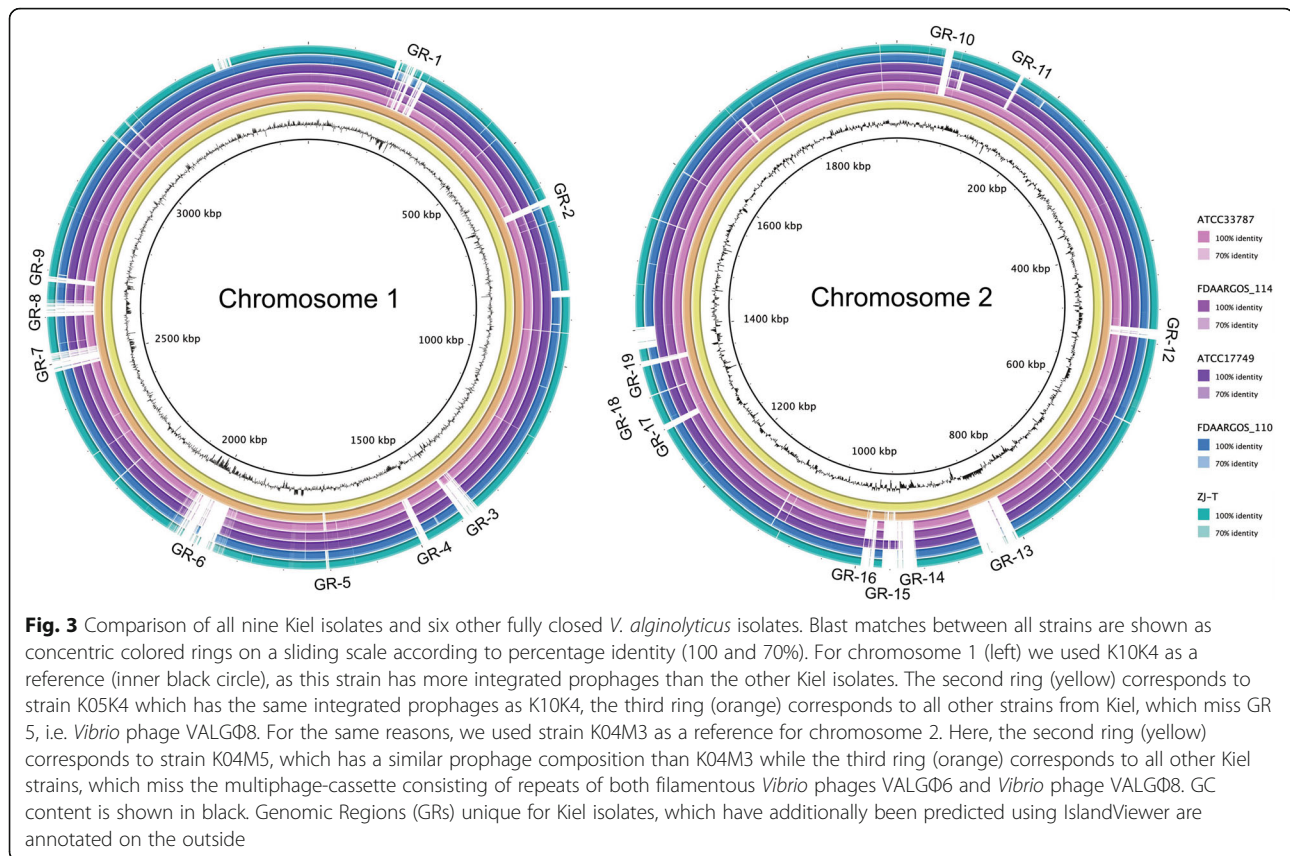 GR-1
GR-2
GR-3
GR-4
GR-5
GR-6
GR-7
GR-8
GR-9
500 kbp
1000 kbp
1500 kbp
2000 kbp
2500 kbp
3000 kbp
Chromosome 1
GR-10
GR-11
GR-12
GR-13
GR-14
GR-15
GR-16
GR-17
GR-18
GR-19
200 kbp
400 kbp
600 kbp
800 kbp
1000 kbp
1200 kbp
1400 kbp
1600 kbp
1800 kbp
Chromosome 2
ATCC33787
100% identity
70% identity
FDAARGOS_114
100% identity
70% identity
ATCC17749
100% identity
70% identity
FDAARGOS_110
100% identity
70% identity
ZJ-T
100% identity
70% identity
Fig. 3 Comparison of all nine Kiel isolates and six other fully closed V. alginolyticus isolates. Blast matches between all strains are shown as
concentric colored rings on a sliding scale according to percentage identity (100 and 70%). For chromosome 1 (left) we used K10K4 as a
reference (inner black circle), as this strain has more integrated prophages than the other Kiel isolates. The second ring (yellow) corresponds to
strain K05K4 which has the same integrated prophages as K10K4, the third ring (orange) corresponds to all other strains from Kiel, which miss GR
5, i.e. Vibrio phage VALGΦ8. For the same reasons, we used strain K04M3 as a reference for chromosome 2. Here, the second ring (yellow)
corresponds to strain K04M5, which has a similar prophage composition than K04M3 while the third ring (orange) corresponds to all other Kiel
strains, which miss the multiphage-cassette consisting of repeats of both filamentous Vibrio phages VALGΦ6 and Vibrio phage VALGΦ8. GC
content is shown in black. Genomic Regions (GRs) unique for Kiel isolates, which have additionally been predicted using IslandViewer are
annotated on the outside